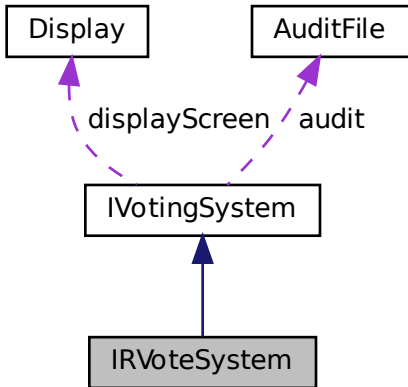 Display
AuditFile
displayScreen
audit
IVotingSystem
IRVoteSystem